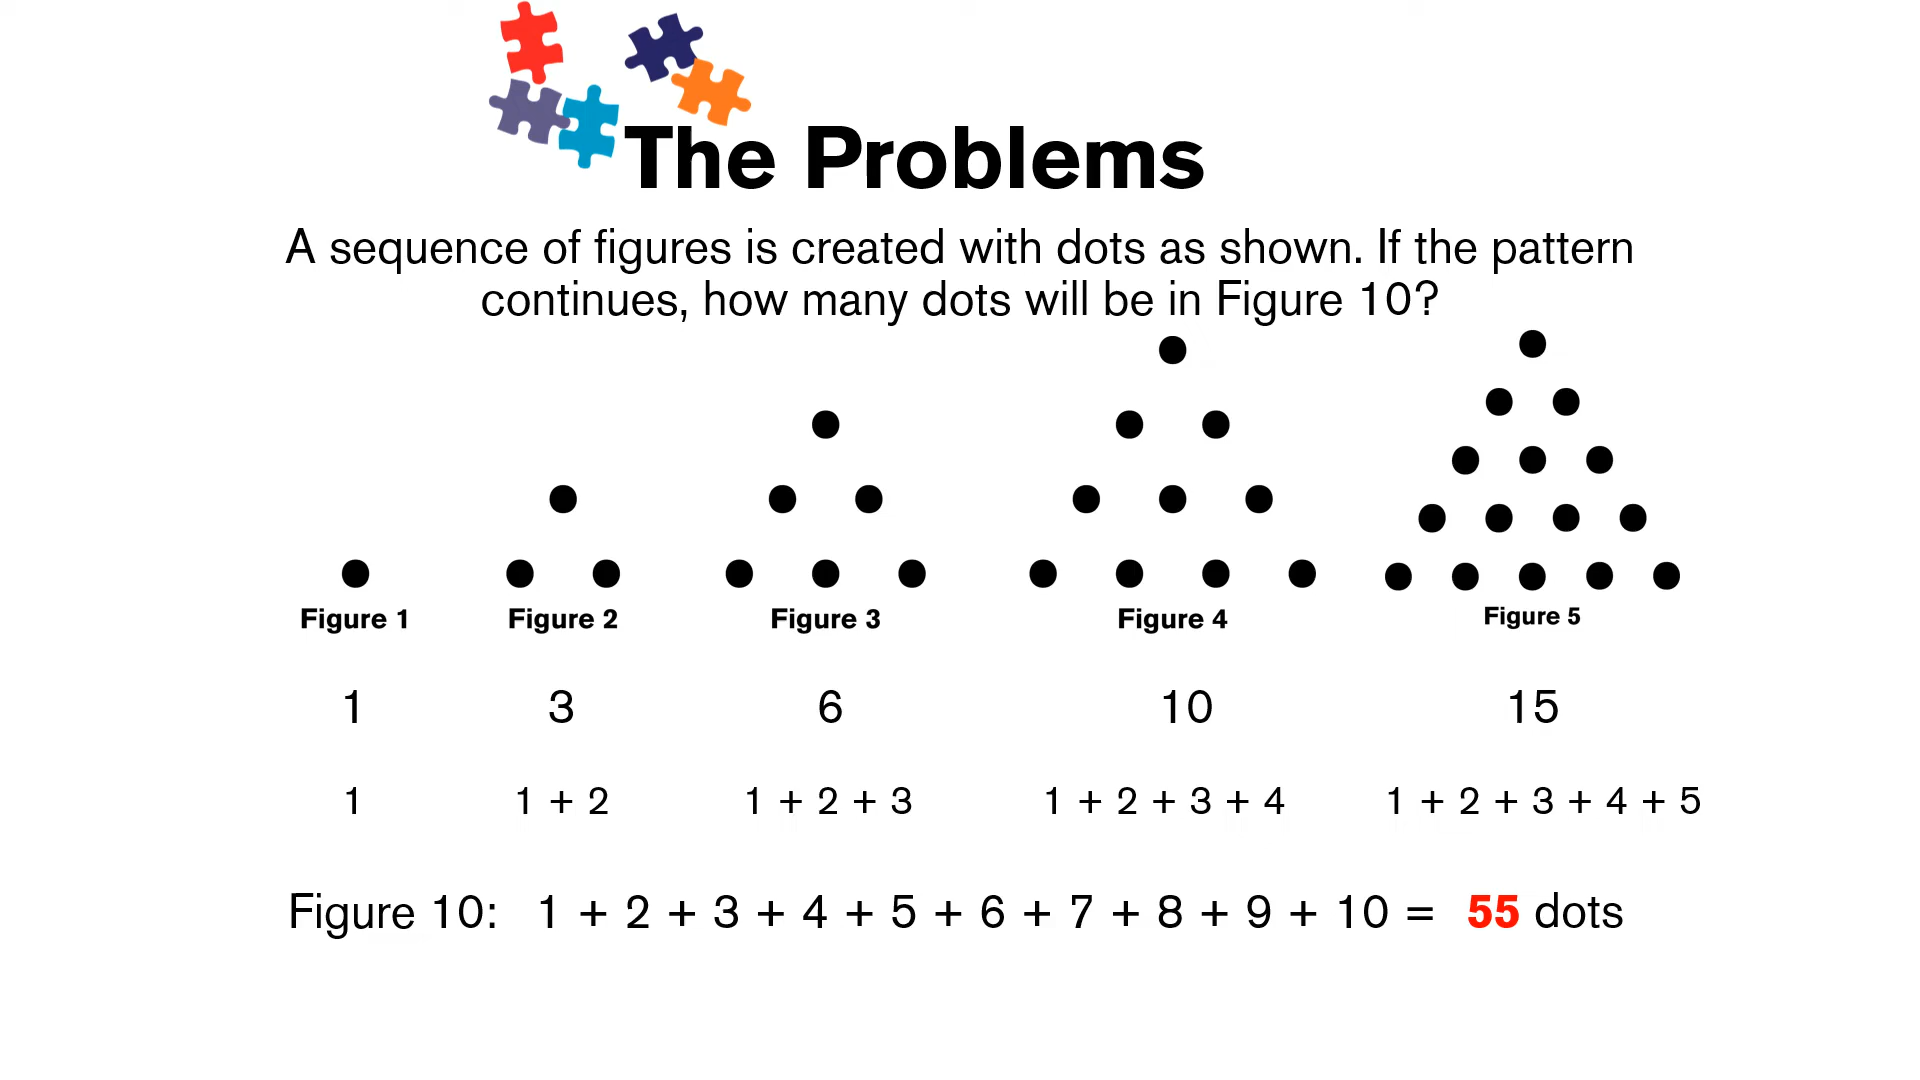 The Problems
A sequence of figures is created with dots as shown. If the pattern
continues, how many dots will be in Figure 10?
Figure 1 Figure 2 Figure 3 Figure 4 Figure 5
1 3 6 10 15
1 1 + 2 1 + 2 + 3 1 + 2 + 3 + 4 1 + 2 + 3 + 4 + 5
Figure 10: 1 + 2 + 3 + 4 + 5 + 6 + 7 + 8 + 9 + 10 = 55 dots